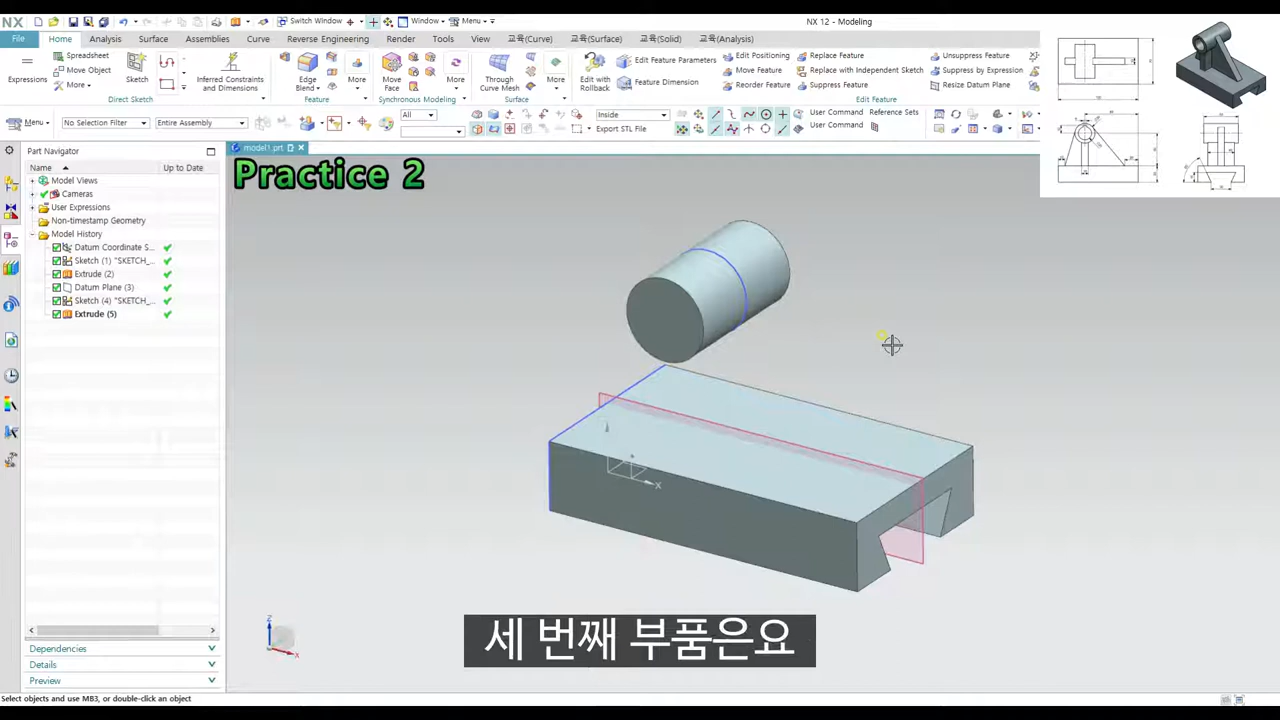 NX
Switch Window
Window
Menu
NX 12 - Modeling
File
Home
Analysis
Surface
Assemblies
Curve
Reverse Engineering
Render
Tools
View
교육(Curve)
교육(Surface)
교육(Solid)
교육(Analysis)
Expressions
Spreadsheet
Move Object
More
Sketch
Direct Sketch
Inferred Constraints
and Dimensions
Edge
Blend
More
Feature
Move
Face
More
Synchronous Modeling
Through
Curve Mesh
More
Surface
Edit with
Rollback
Edit Feature Parameters
Feature Dimension
Edit Positioning
Move Feature
Reorder Feature
Replace Feature
Replace with Independent Sketch
Suppress Feature
Unsuppress Feature
Suppress by Expression
Resize Datum Plane
Edit Feature
Menu
No Selection Filter
Entire Assembly
All
Inside
Export STL File
User Command
User Command
Reference Sets
Part Navigator
Name
Up to Date
Model Views
Cameras
User Expressions
Non-timestamp Geometry
Model History
Datum Coordinate S...
Sketch (1) "SKETCH_...
Extrude (2)
Datum Plane (3)
Sketch (4) "SKETCH_...
Extrude (5)
Dependencies
Details
Preview
model1.prt
Practice 2
X
Z
X
세 번째 부품은요
Select objects and use MB3, or double-click an object